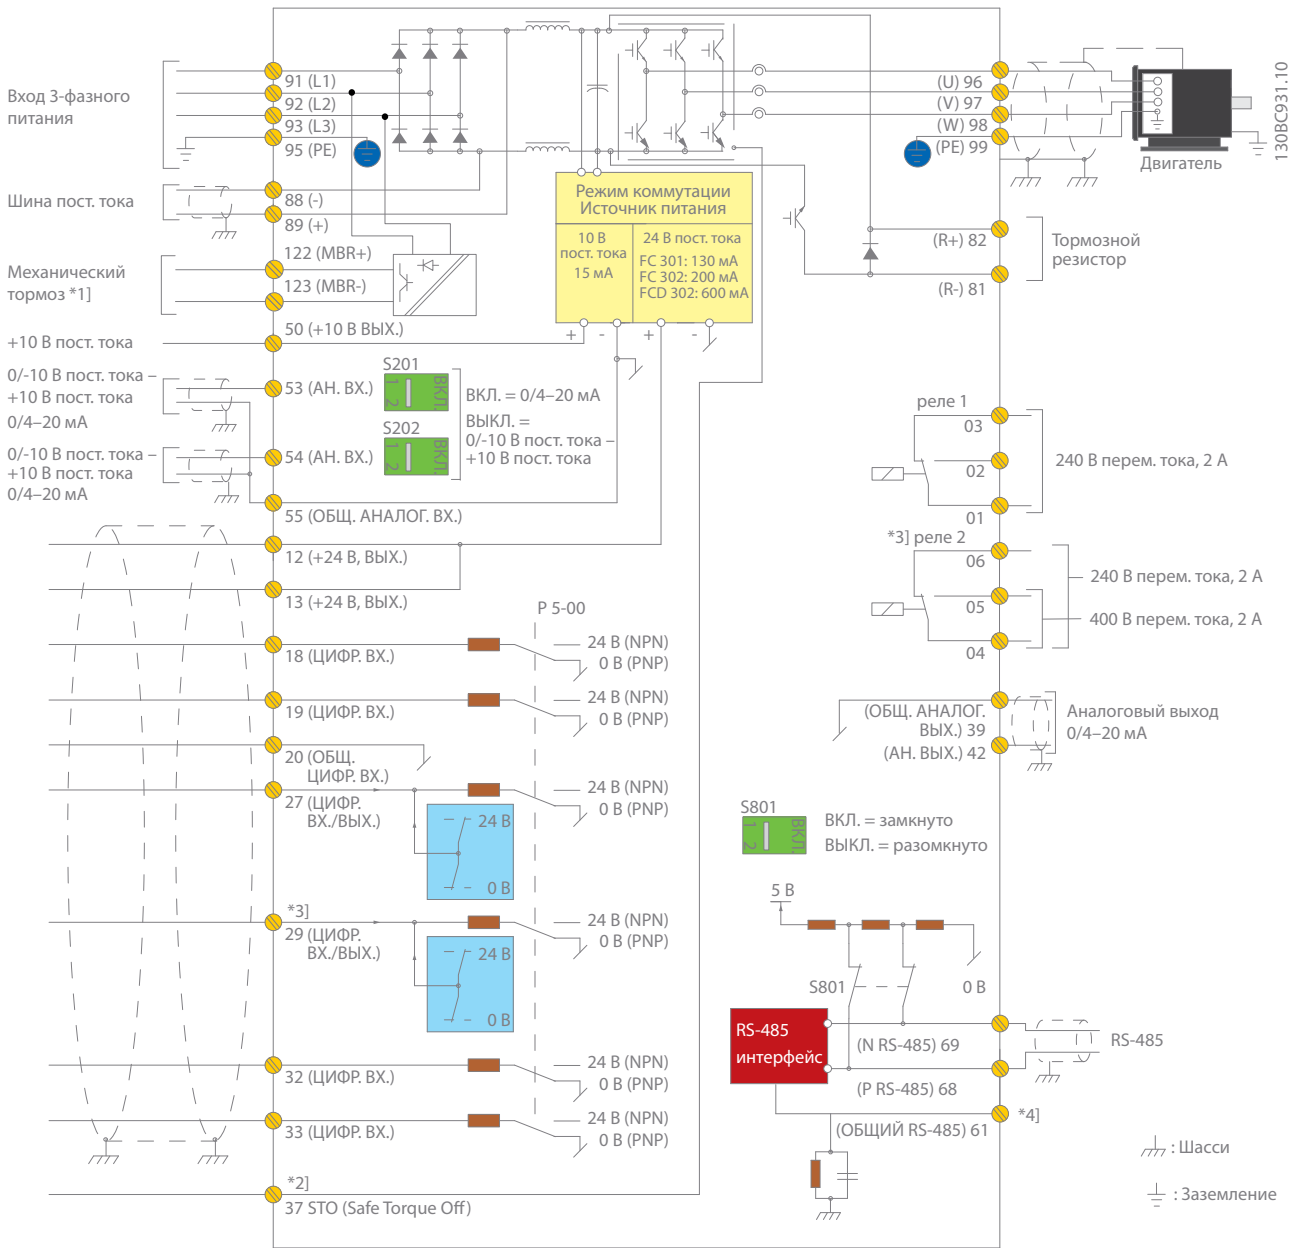 Вход 3-фазного
питания
91 (L1)
92 (L2)
93 (L3)
95 (PE)
Шина пост. тока
88 (-)
89 (+)
Механический
тормоз *1]
122 (MBR+)
123 (MBR-)
50 (+10 В ВЫХ.)
+10 В пост. тока
0/-10 В пост. тока –
+10 В пост. тока
0/4–20 мА
53 (АН. ВХ.)
0/-10 В пост. тока –
+10 В пост. тока
0/4–20 мА
54 (АН. ВХ.)
55 (ОБЩ. АНАЛОГ. ВХ.)
12 (+24 В, ВЫХ.)
13 (+24 В, ВЫХ.)
18 (ЦИФР. ВХ.)
19 (ЦИФР. ВХ.)
20 (ОБЩ.
ЦИФР. ВХ.)
27 (ЦИФР.
ВХ./ВЫХ.)
*3]
29 (ЦИФР.
ВХ./ВЫХ.)
32 (ЦИФР. ВХ.)
33 (ЦИФР. ВХ.)
*2]
37 STO (Safe Torque Off)
S201
1
2
ВКЛ.
S202
1
2
ВКЛ.
ВКЛ. = 0/4–20 мА
ВЫКЛ. =
0/-10 В пост. тока –
+10 В пост. тока
Режим коммутации
Источник питания
10 В
пост. тока
15 мА
24 В пост. тока
FC 301: 130 мА
FC 302: 200 мА
FCD 302: 600 мА
+ - + -
P 5-00
24 В (NPN)
0 В (PNP)
24 В (NPN)
0 В (PNP)
24 В (NPN)
0 В (PNP)
24 В
0 В
24 В (NPN)
0 В (PNP)
24 В
0 В
24 В (NPN)
0 В (PNP)
24 В (NPN)
0 В (PNP)
(U) 96
(V) 97
(W) 98
(PE) 99
Двигатель
130BC931.10
(R+) 82
(R-) 81
Тормозной
резистор
реле 1
03
02
01
240 В перем. тока, 2 А
*3] реле 2
06
05
04
240 В перем. тока, 2 А
400 В перем. тока, 2 А
(ОБЩ. АНАЛОГ.
ВЫХ.) 39
(АН. ВЫХ.) 42
Аналоговый выход
0/4–20 мА
S801
1
2
ВКЛ.
ВКЛ. = замкнуто
ВЫКЛ. = разомкнуто
5 В
S801
0 В
RS-485
интерфейс
(N RS-485) 69
(P RS-485) 68
(ОБЩИЙ RS-485) 61
RS-485
*4]
: Шасси
: Заземление